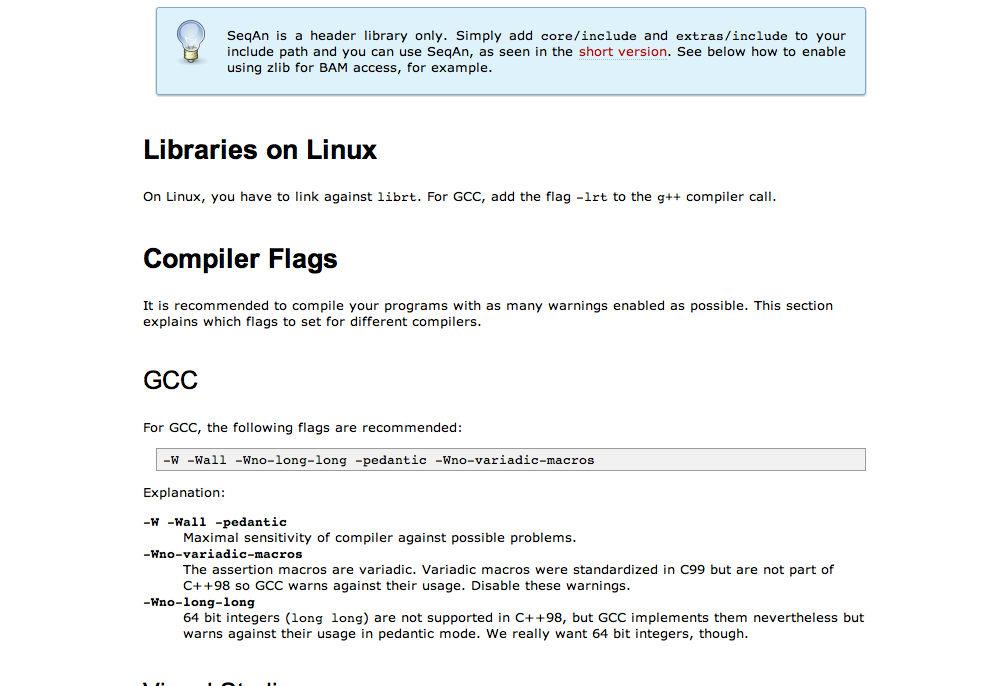 SeqAn is a header library only. Simply add core/include and extras/include to your
include path and you can use SeqAn, as seen in the short version. See below how to enable
using zlib for BAM access, for example.
Libraries on Linux
On Linux, you have to link against librt. For GCC, add the flag -lrt to the g++ compiler call.
Compiler Flags
It is recommended to compile your programs with as many warnings enabled as possible. This section
explains which flags to set for different compilers.
GCC
For GCC, the following flags are recommended:
-W -Wall -Wno-long-long -pedantic -Wno-variadic-macros
Explanation:
-W -Wall -pedantic
Maximal sensitivity of compiler against possible problems.
-Wno-variadic-macros
The assertion macros are variadic. Variadic macros were standardized in C99 but are not part of
C++98 so GCC warns against their usage. Disable these warnings.
-Wno-long-long
64 bit integers (long long) are not supported in C++98, but GCC implements them nevertheless but
warns against their usage in pedantic mode. We really want 64 bit integers, though.